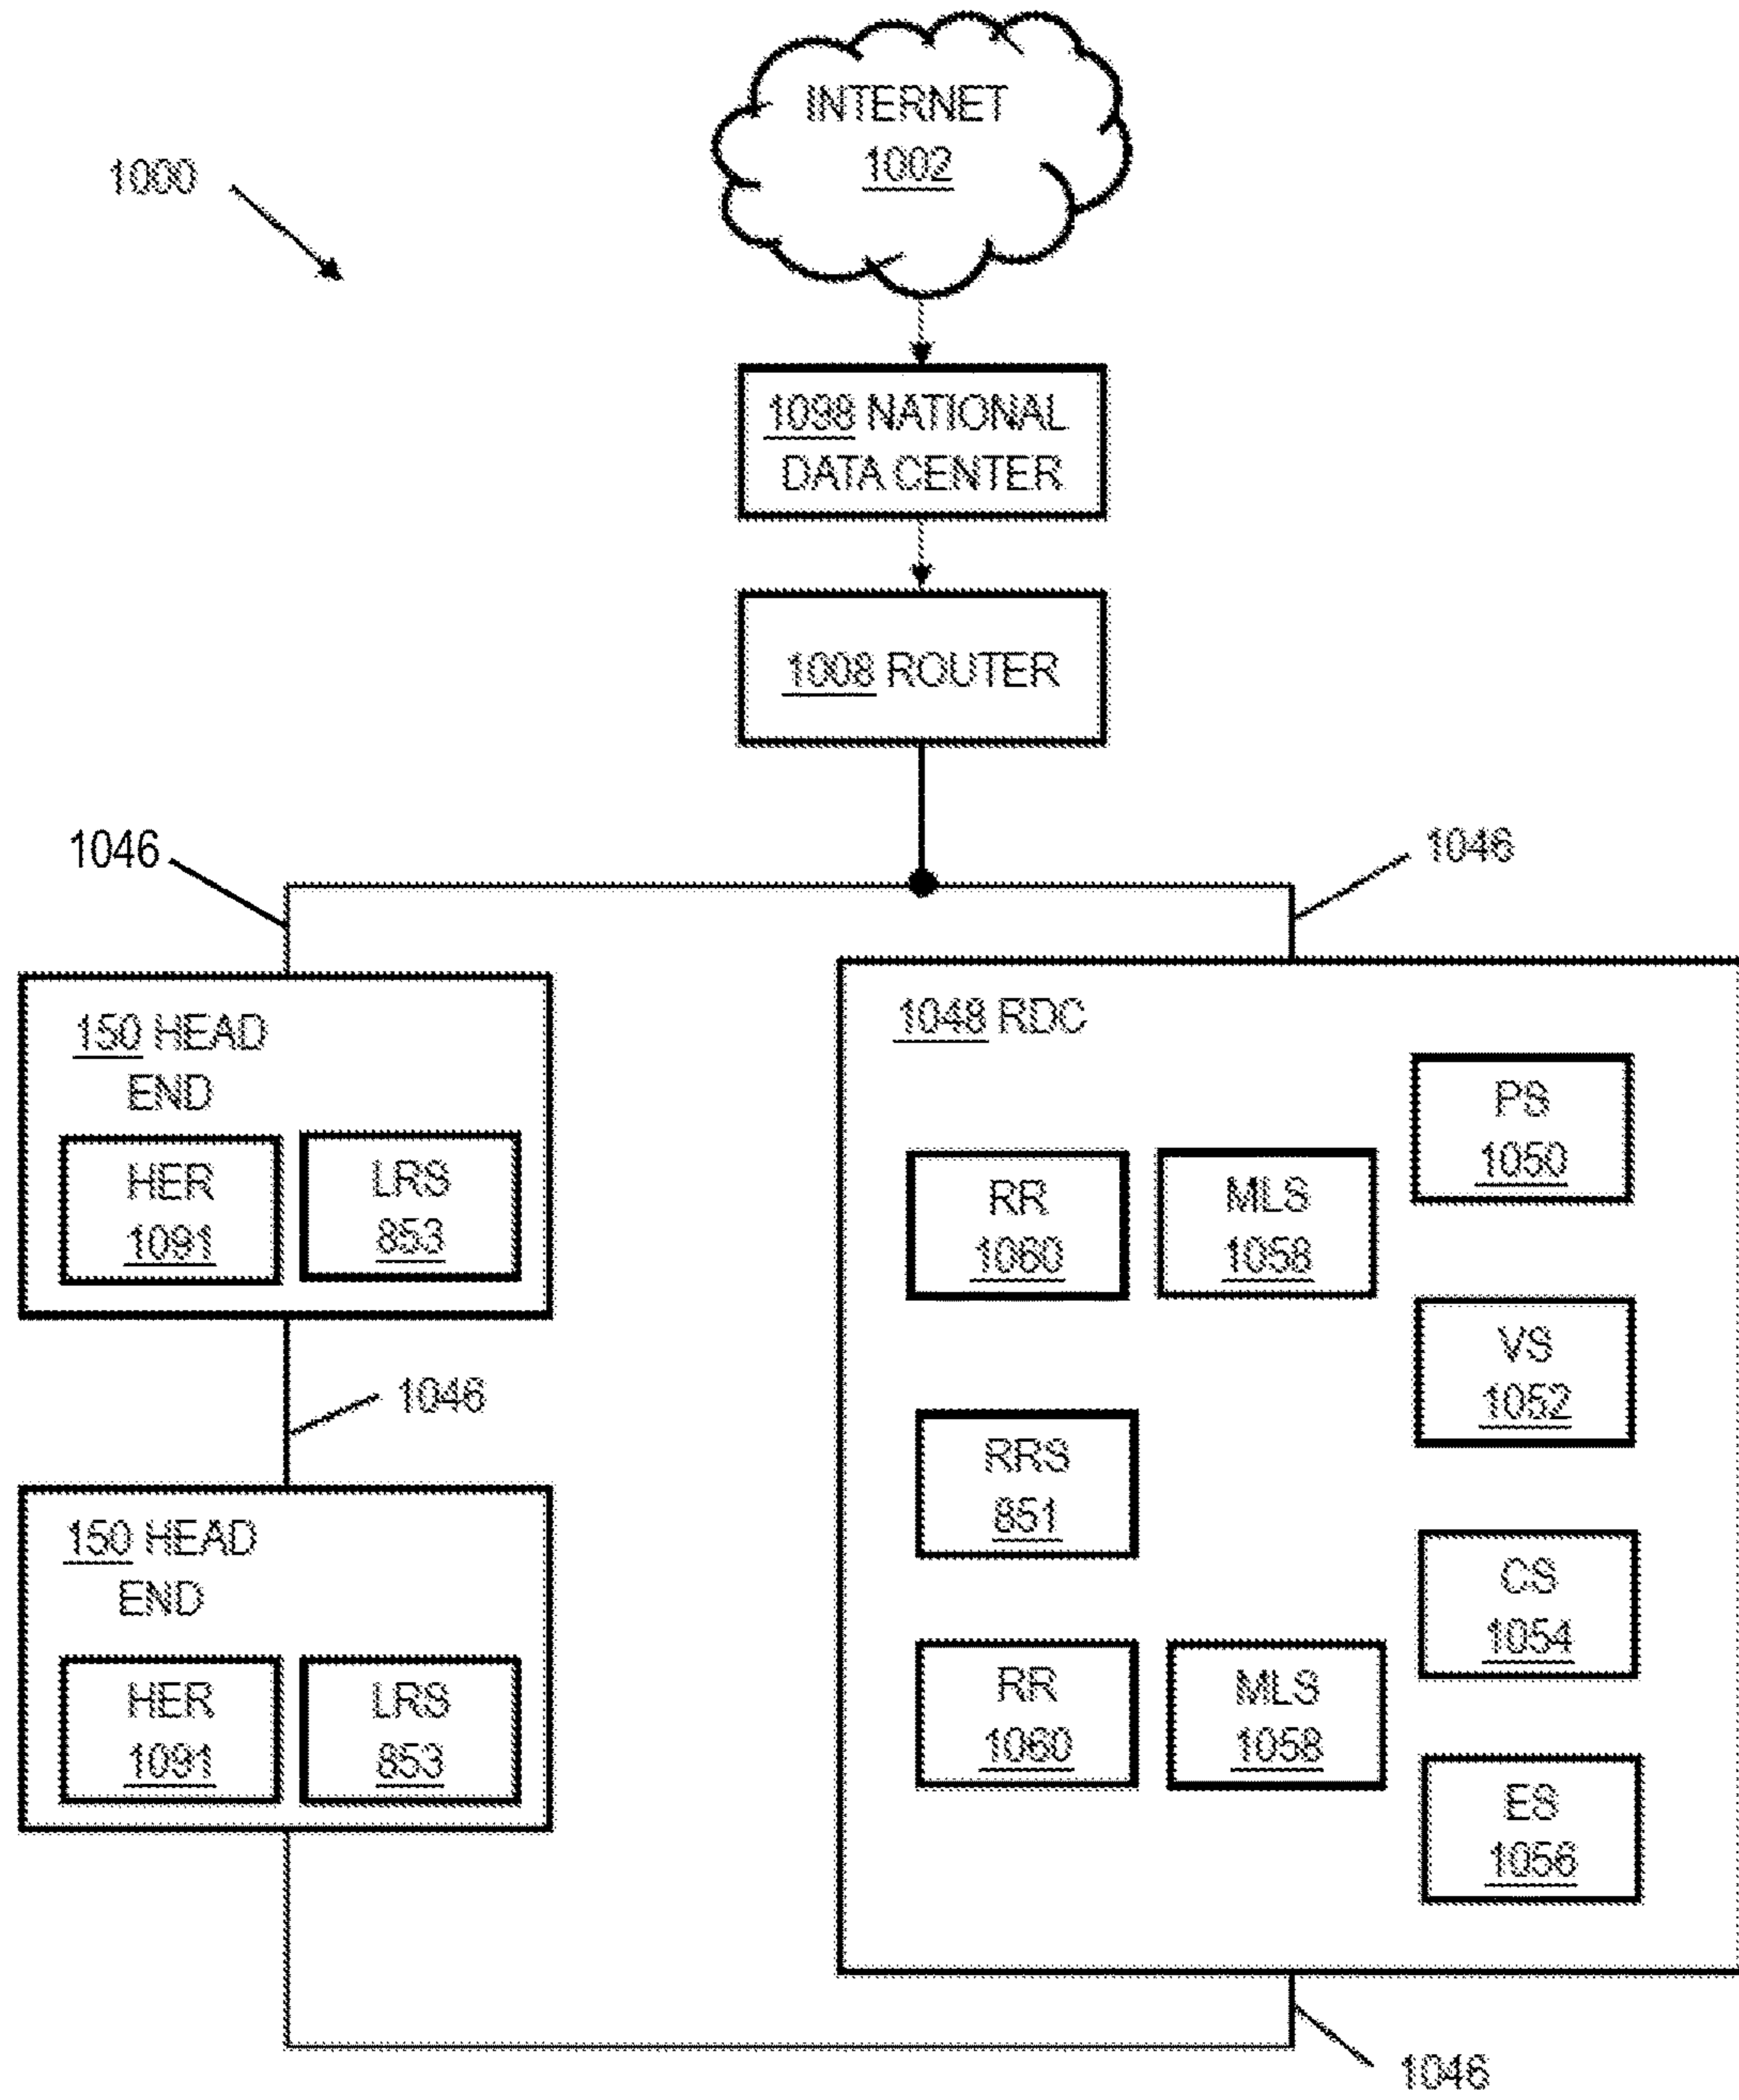 INTERNET
1002
1000
1098 NATIONAL
DATA CENTER
1008 ROUTER
1046
1046
150 HEAD
END
HER
1091
LRS
853
1046
150 HEAD
END
HER
1091
LRS
853
1048 RDC
PS
1050
RR
1060
MLS
1058
VS
1052
RRS
851
CS
1054
RR
1060
MLS
1058
ES
1056
1046